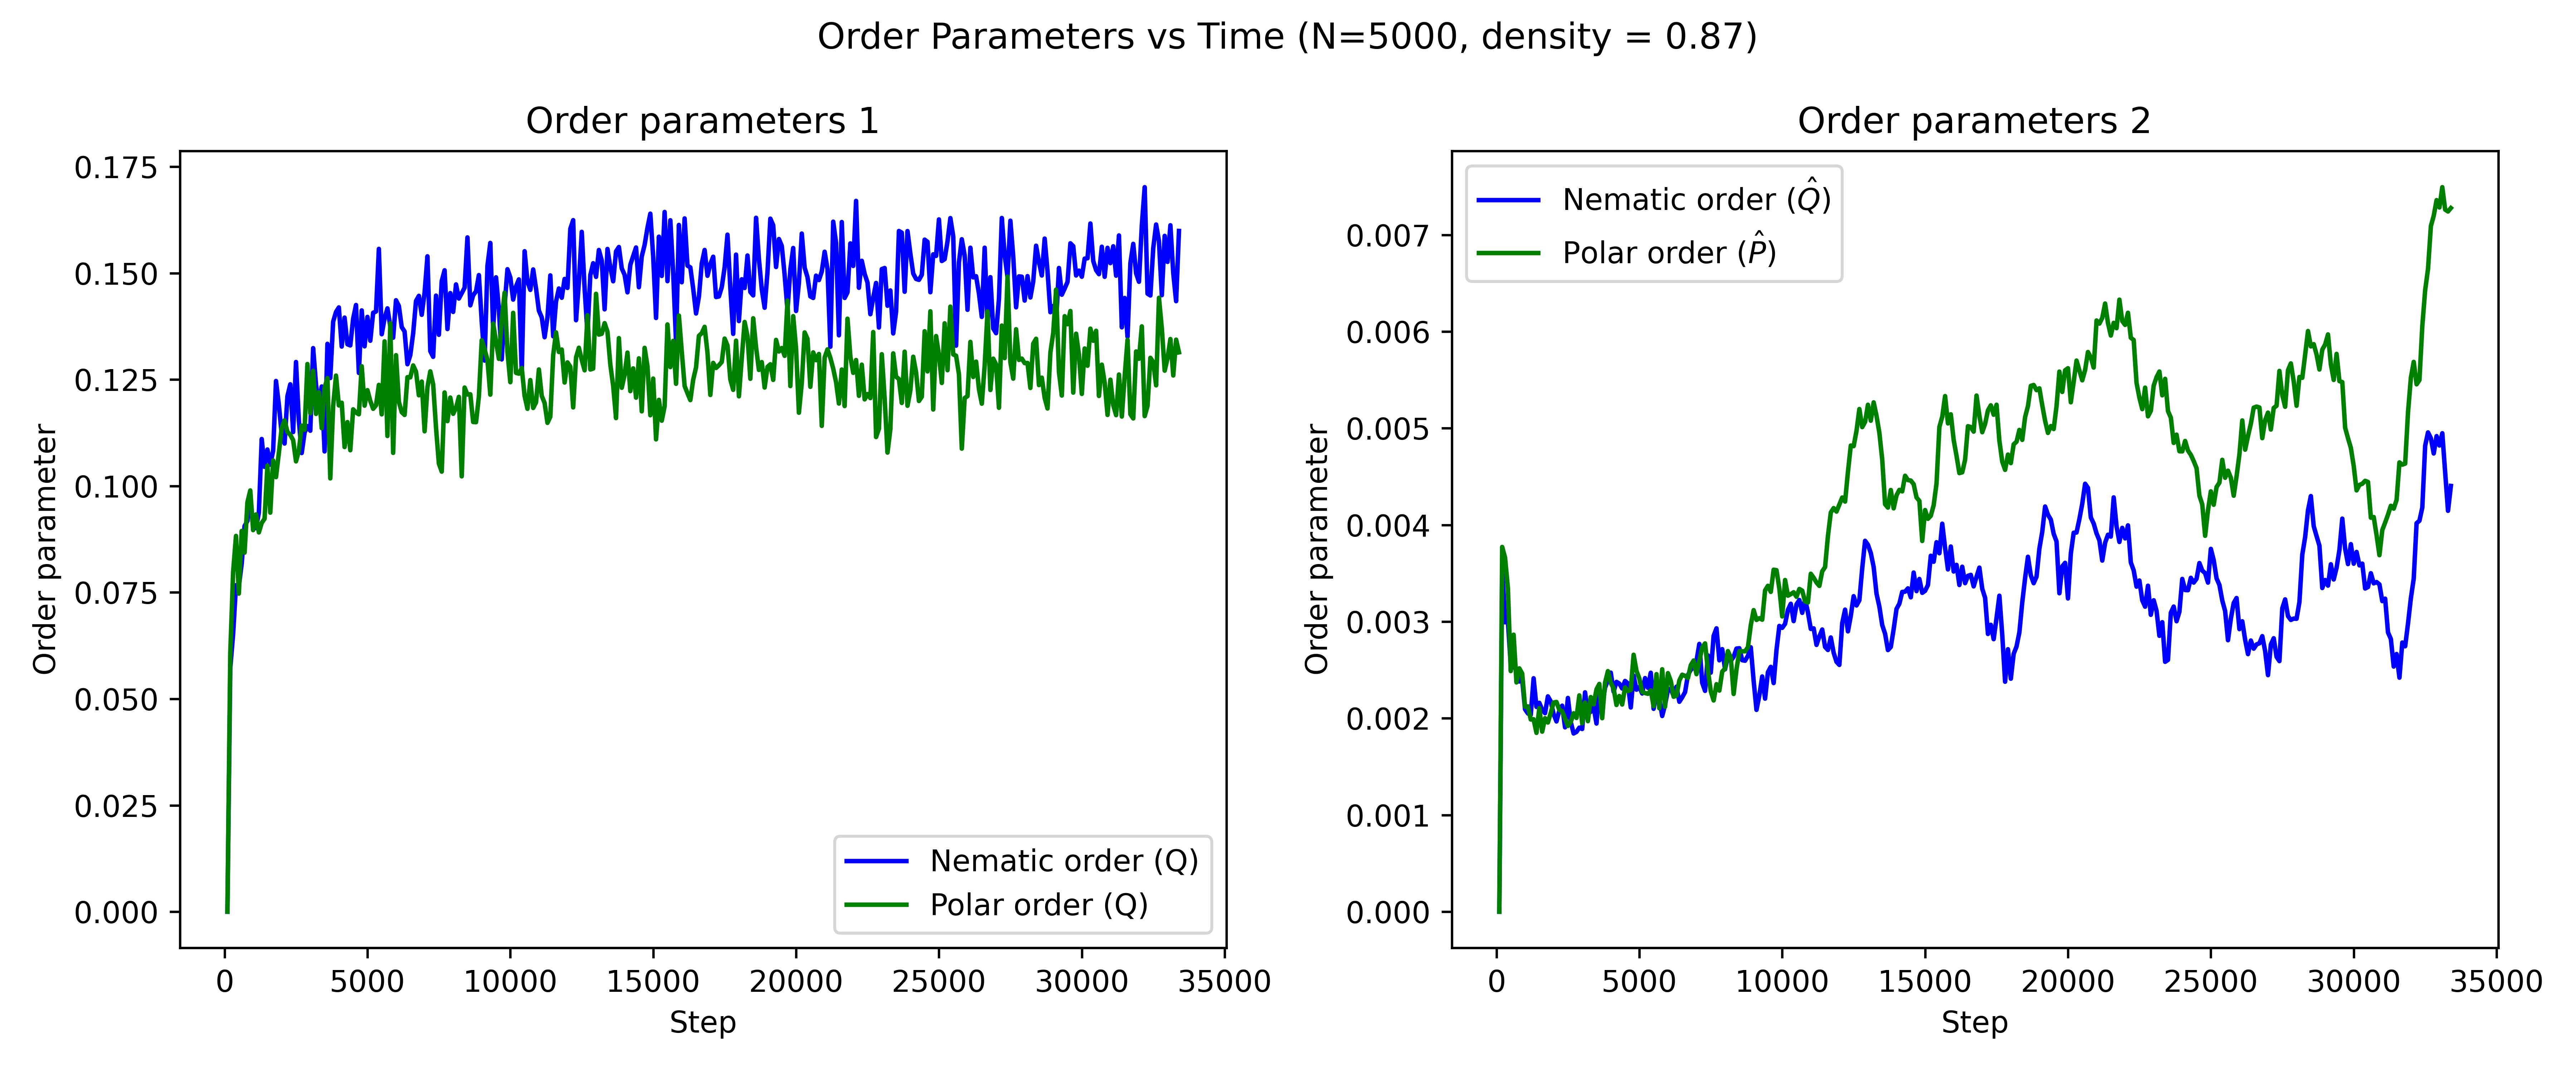 Order Parameters vs Time (N=5000, density = 0.87)
Order parameters 1
0.175
0.150
0.125
0.100
0.075
0.050
0.025
0.000
Order parameter
Nematic order (Q)
Polar order (Q)
0 5000 10000 15000 20000 25000 30000 35000
Step
Order parameters 2
Nematic order (Q̂)
Polar order (P̂)
0.007
0.006
0.005
0.004
0.003
0.002
0.001
0.000
Order parameter
0 5000 10000 15000 20000 25000 30000 35000
Step